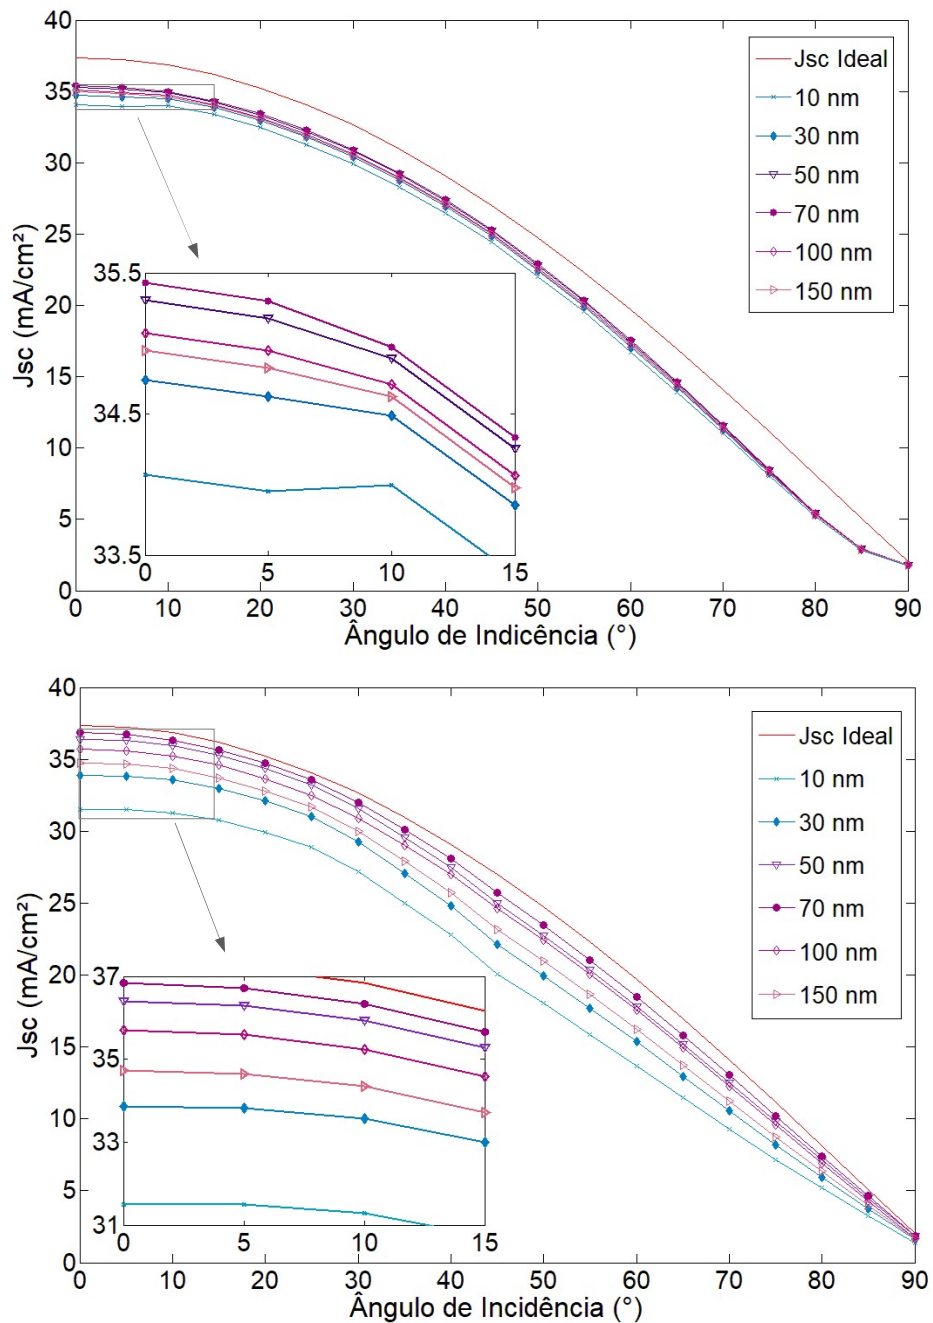 40
35
30
25
20
15
10
5
0
Jsc (mA/cm²)
Jsc Ideal
10 nm
30 nm
50 nm
70 nm
100 nm
150 nm
35.5
34.5
33.5
0 5 10 15
0 10 20 30 40 50 60 70 80 90
Ângulo de Indicência (°)
40
35
30
25
20
15
10
5
0
Jsc (mA/cm²)
Jsc Ideal
10 nm
30 nm
50 nm
70 nm
100 nm
150 nm
37
35
33
31
0 5 10 15
0 10 20 30 40 50 60 70 80 90
Ângulo de Incidência (°)